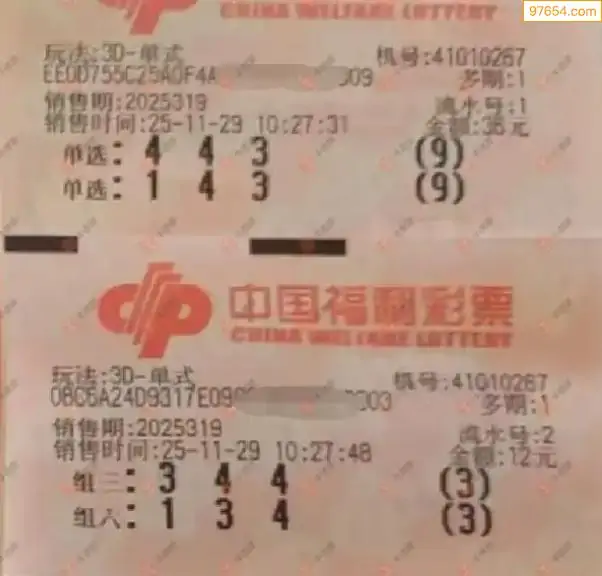 97654.com
CHINA WELFARE LOTTERY
玩法:3D-单式 机号:41010267
EE0D755C25A0F4A 009 多期:1
销售期:2025319 流水号:1
销售时间:25-11-29 10:27:31 金额:36元
单选: 4 4 3 (9)
单选: 1 4 3 (9)
中国福利彩票
CHINA WELFARE LOTTERY
玩法:3D-单式 机号:41010267
08C6A24D9317E09 003 多期:1
销售期:2025319 流水号:2
销售时间:25-11-29 10:27:48 金额:12元
组三: 3 4 4 (3)
组六: 1 3 4 (3)